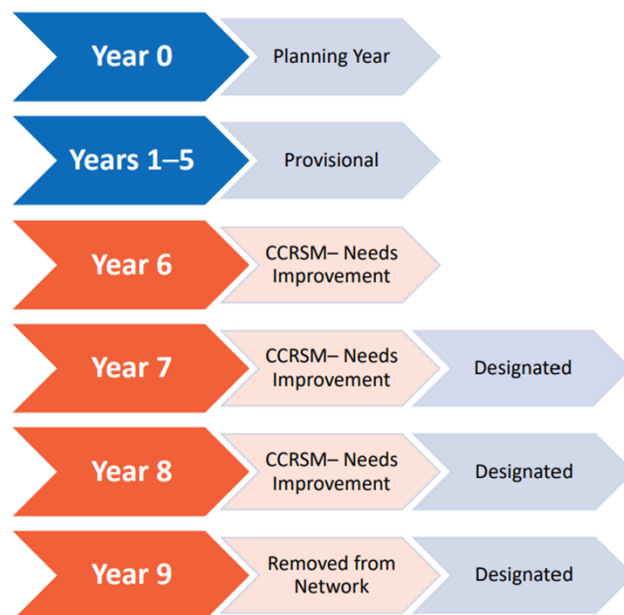 Year 0
Planning Year
Years 1–5
Provisional
Year 6
CCRSM– Needs
Improvement
Year 7
CCRSM– Needs
Improvement
Designated
Year 8
CCRSM– Needs
Improvement
Designated
Year 9
Removed from
Network
Designated